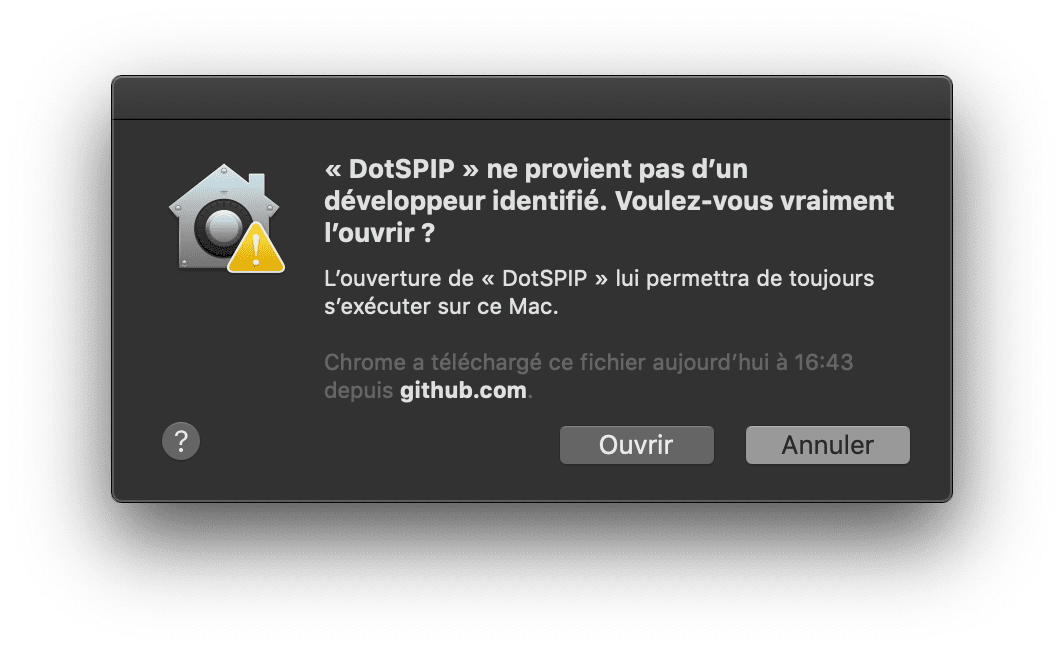 « DotSPIP » ne provient pas d’un
développeur identifié. Voulez-vous vraiment
l’ouvrir ?
L’ouverture de « DotSPIP » lui permettra de toujours
s’exécuter sur ce Mac.
Chrome a téléchargé ce fichier aujourd’hui à 16:43
depuis github.com.
?
Ouvrir
Annuler